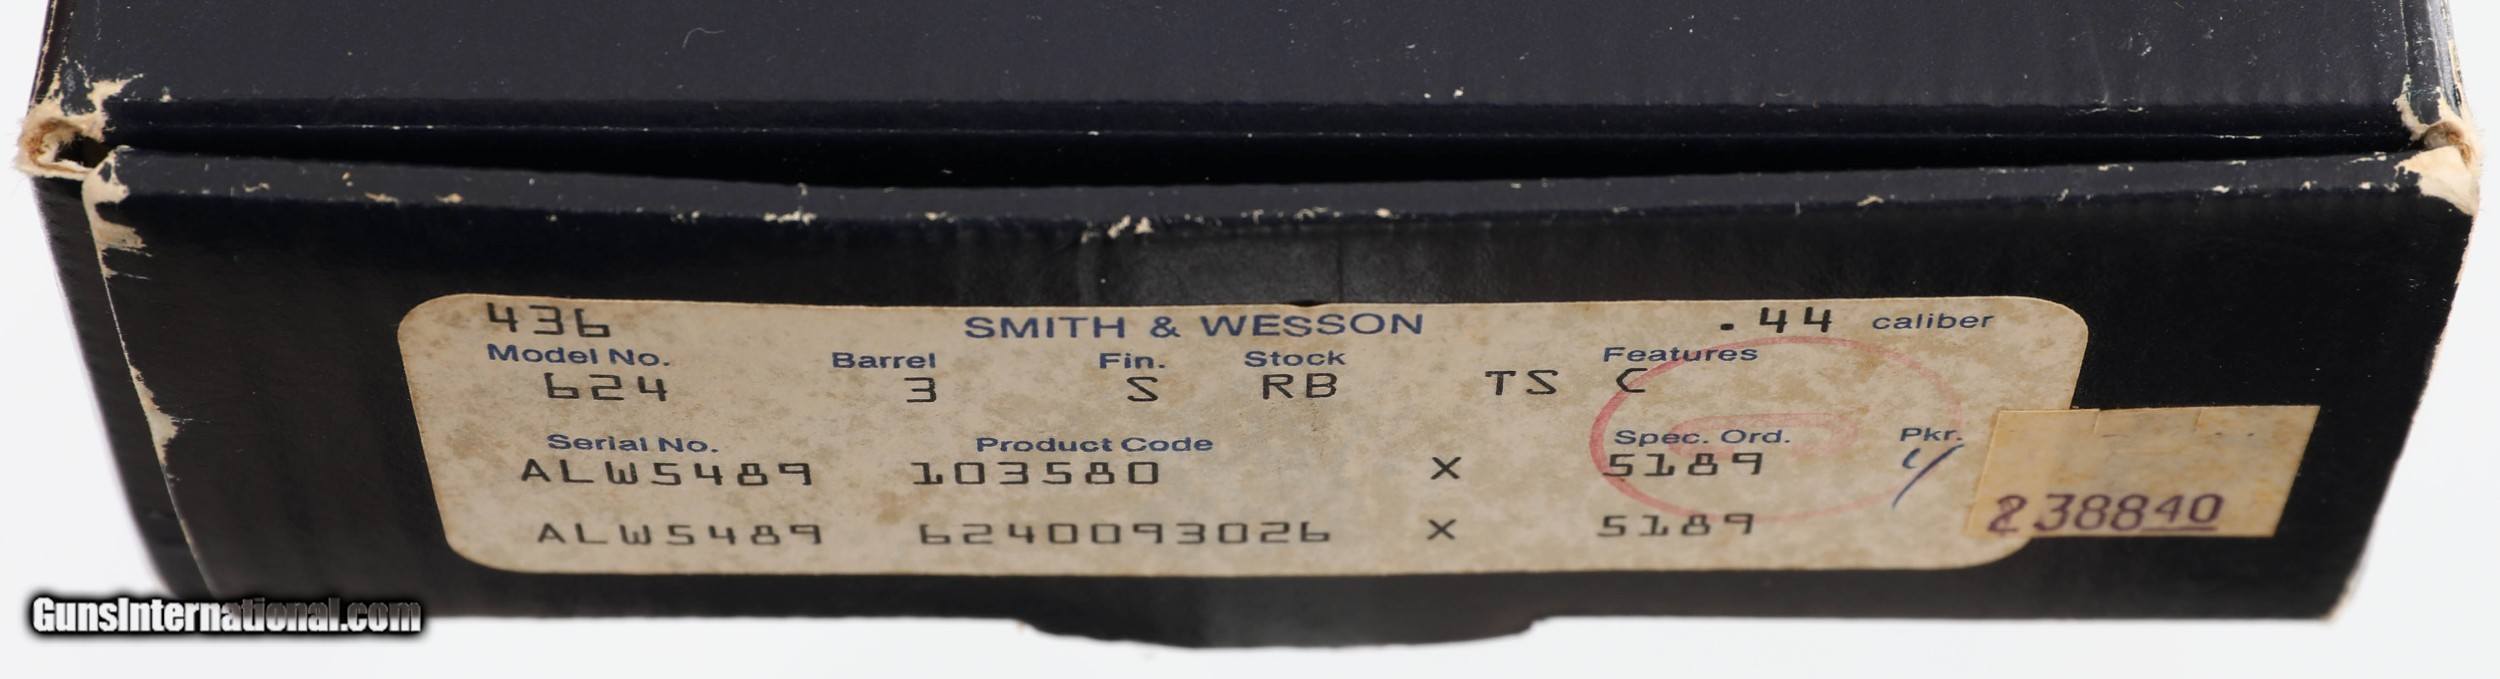 436 SMITH & WESSON .44 caliber
Model No. Barrel Fin. Stock Features
624 3 S RB TS C
Serial No. Product Code Spec. Ord. Pkr.
ALW5489 103580 X 5189
ALW5489 6240093026 X 5189
238840
GunsInternational.com